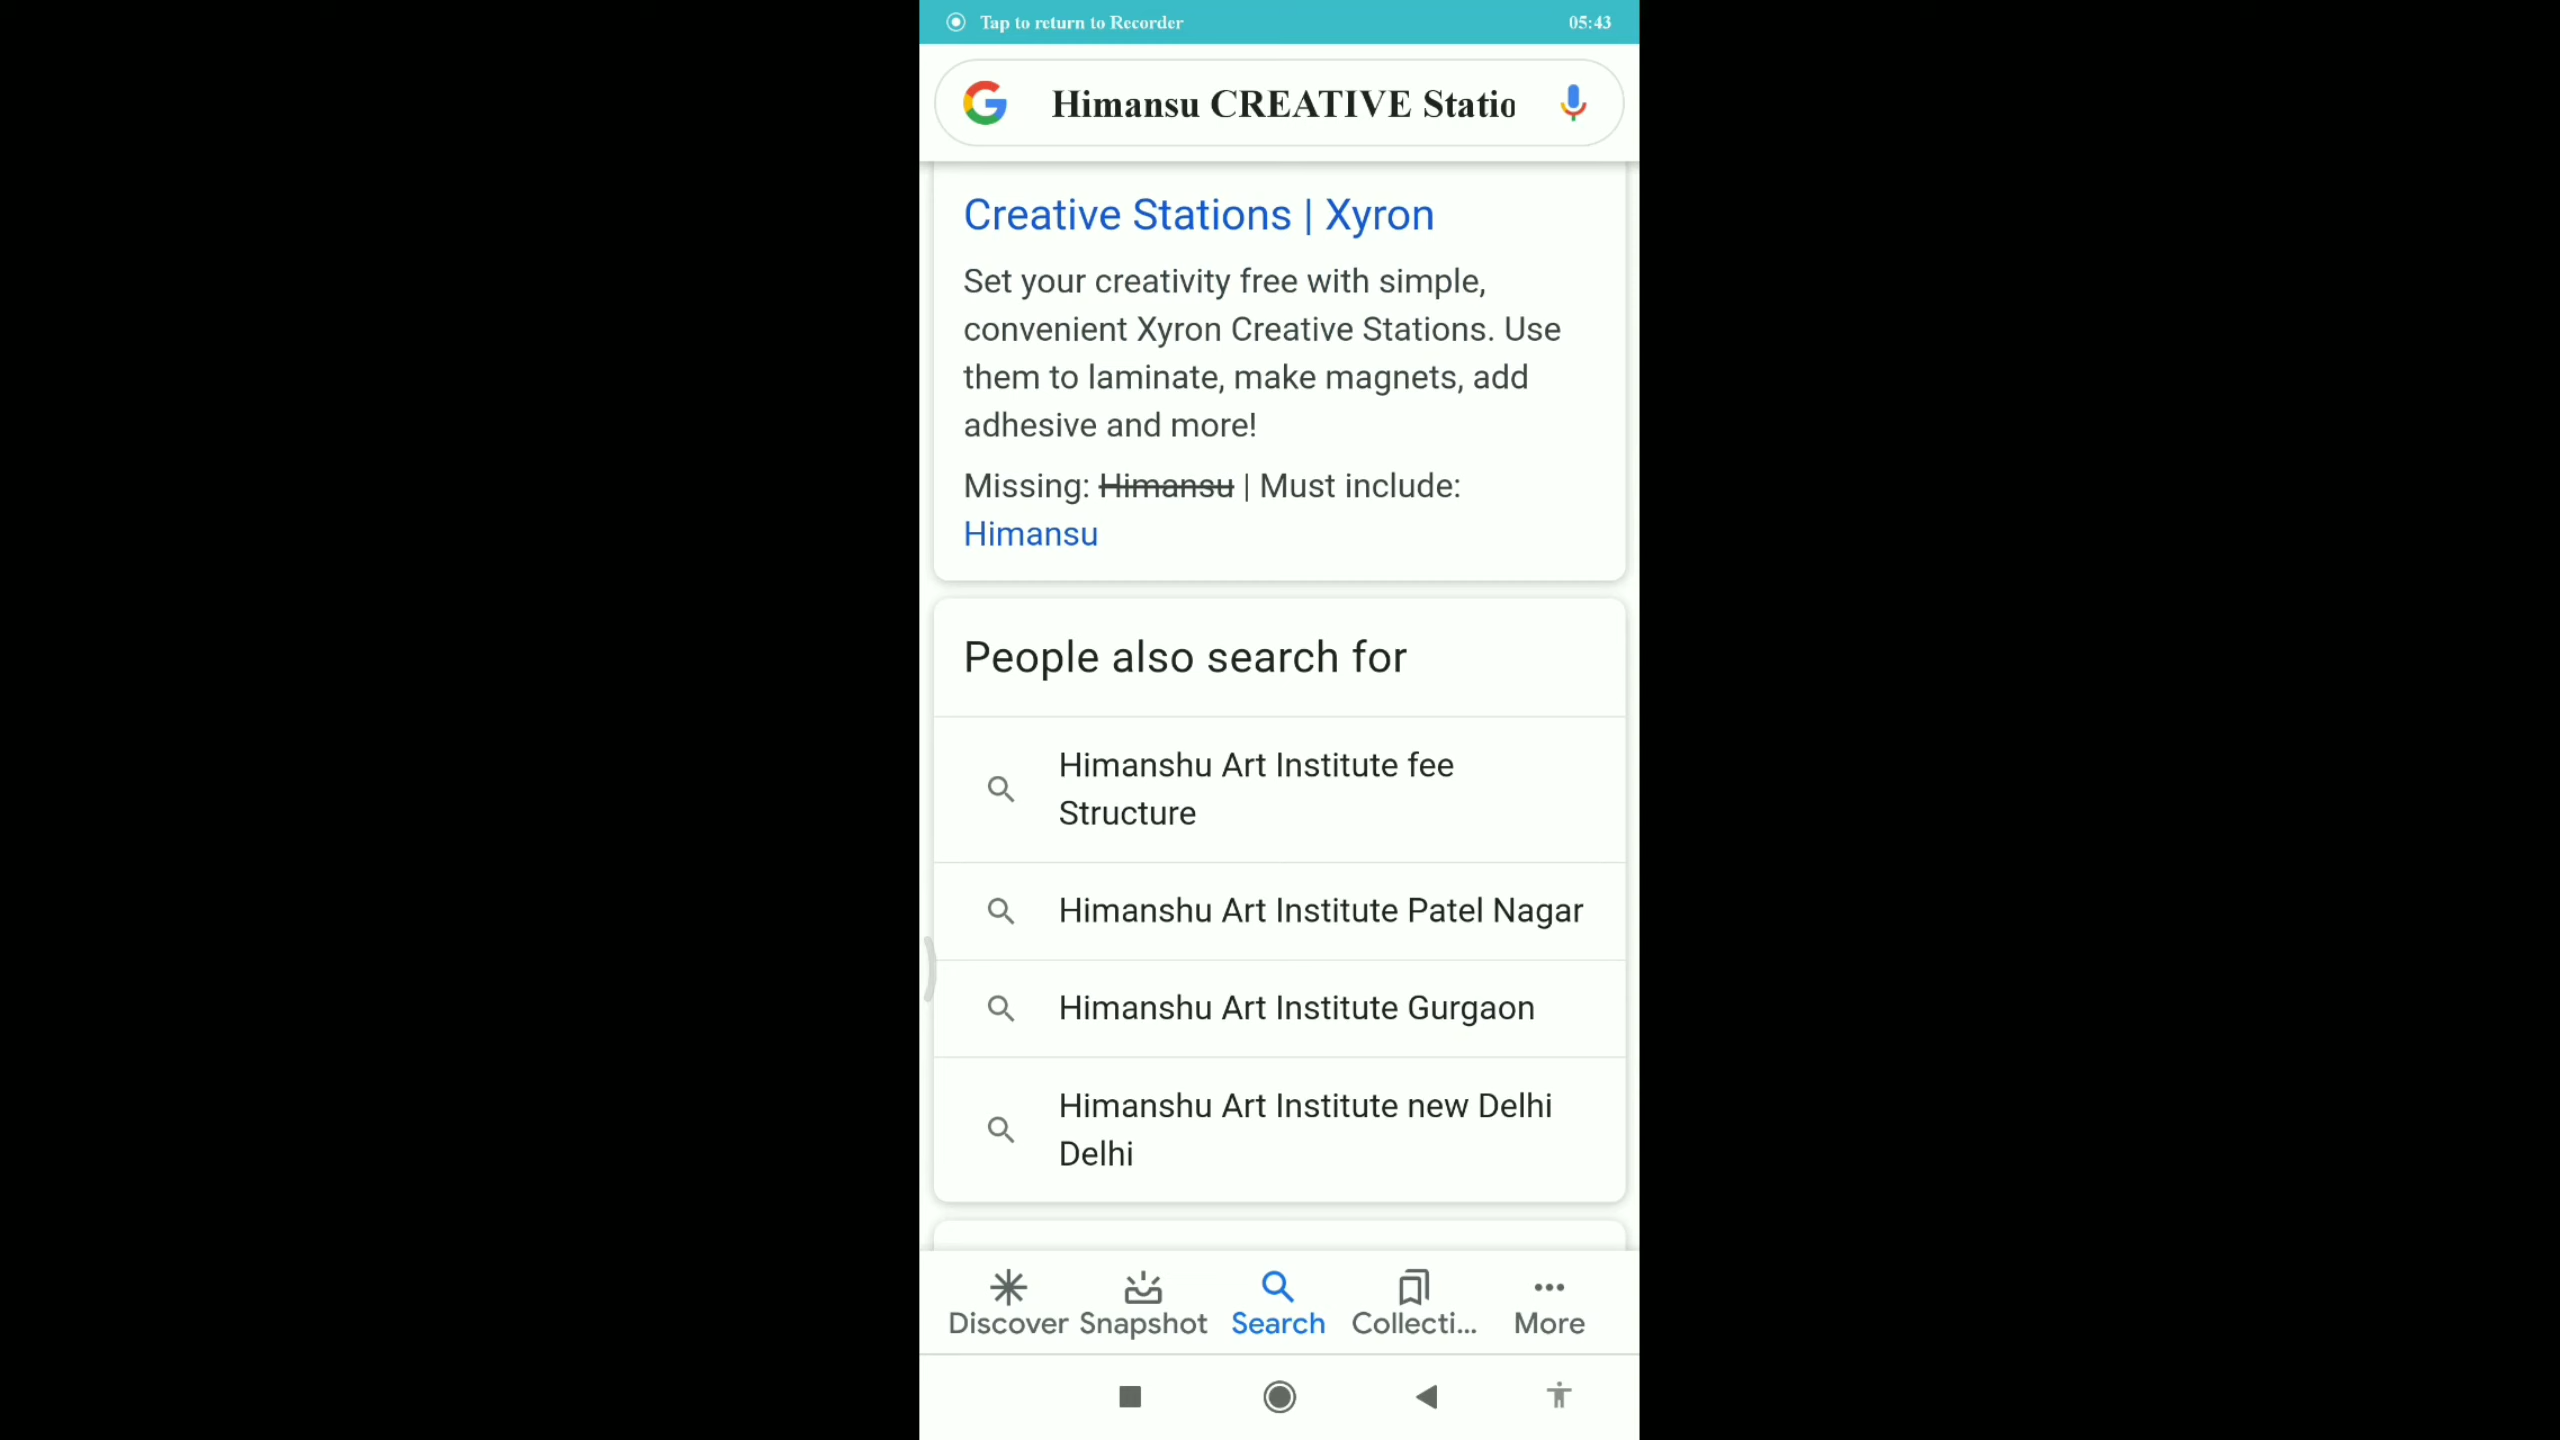 Tap to return to Recorder 05:43
Himansu CREATIVE Statio
Creative Stations | Xyron
Set your creativity free with simple,
convenient Xyron Creative Stations. Use
them to laminate, make magnets, add
adhesive and more!
Missing: Himansu | Must include:
Himansu
People also search for
Himanshu Art Institute fee
Structure
Himanshu Art Institute Patel Nagar
Himanshu Art Institute Gurgaon
Himanshu Art Institute new Delhi
Delhi
Discover Snapshot Search Collecti... More